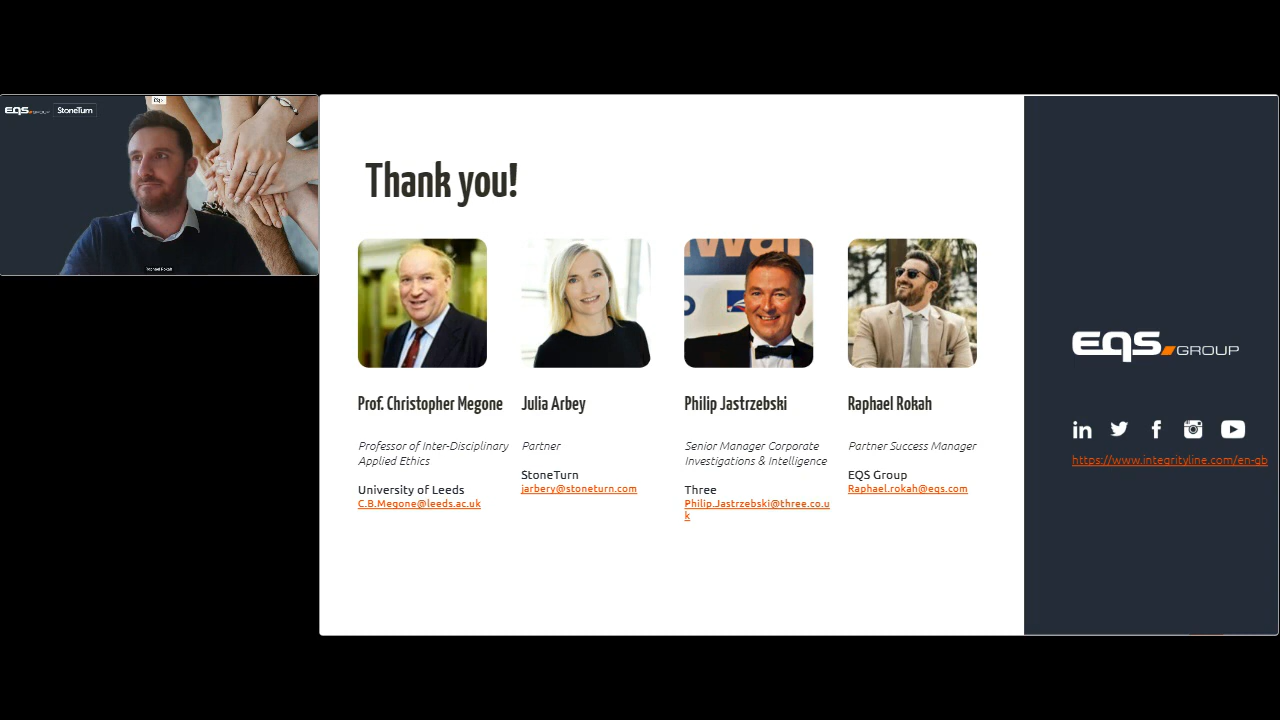 EQS GROUP
StoneTurn
EQS
Thank you!
Prof. Christopher Megone
Professor of Inter-Disciplinary
Applied Ethics
University of Leeds
C.B.Megone@leeds.ac.uk
Julia Arbey
Partner
StoneTurn
jarbery@stoneturn.com
Philip Jastrzebski
Senior Manager Corporate
Investigations & Intelligence
Three
Philip.Jastrzebski@three.co.u
k
Raphael Rokah
Partner Success Manager
EQS Group
Raphael.rokah@eqs.com
EQS GROUP
https://www.integrityline.com/en-gb